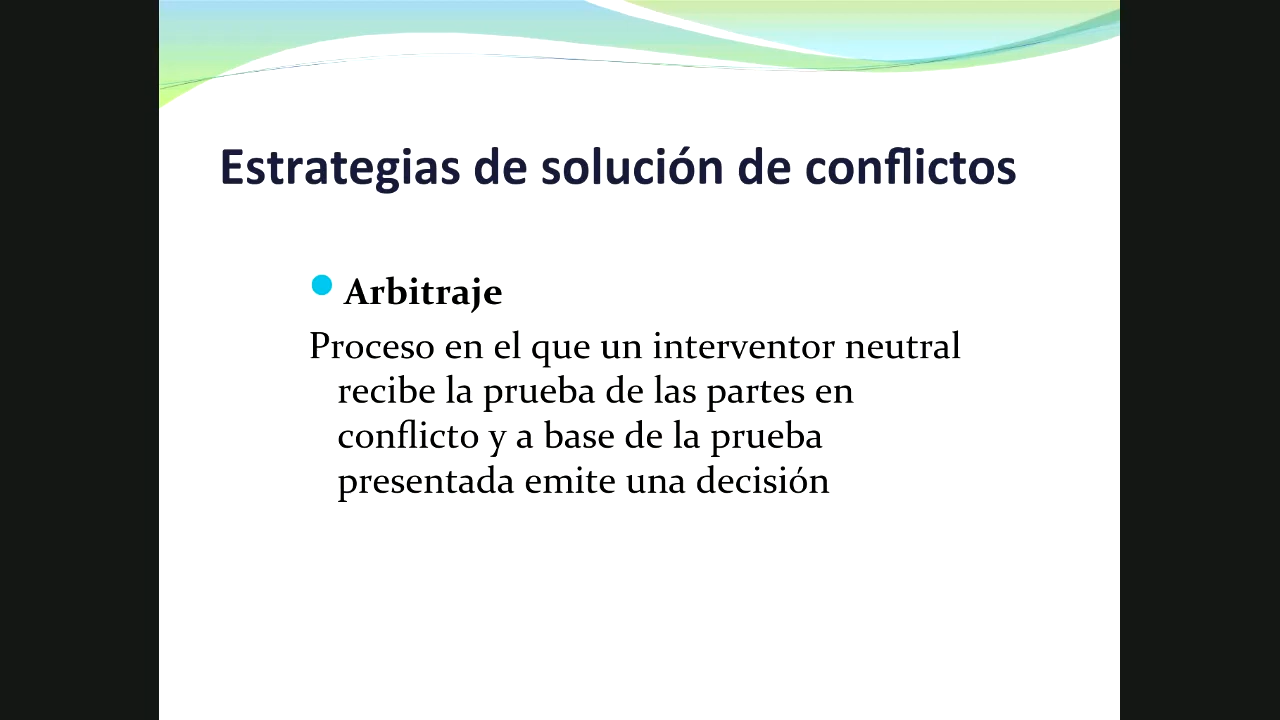 Estrategias de solución de conflictos
Arbitraje
Proceso en el que un interventor neutral
recibe la prueba de las partes en
conflicto y a base de la prueba
presentada emite una decisión